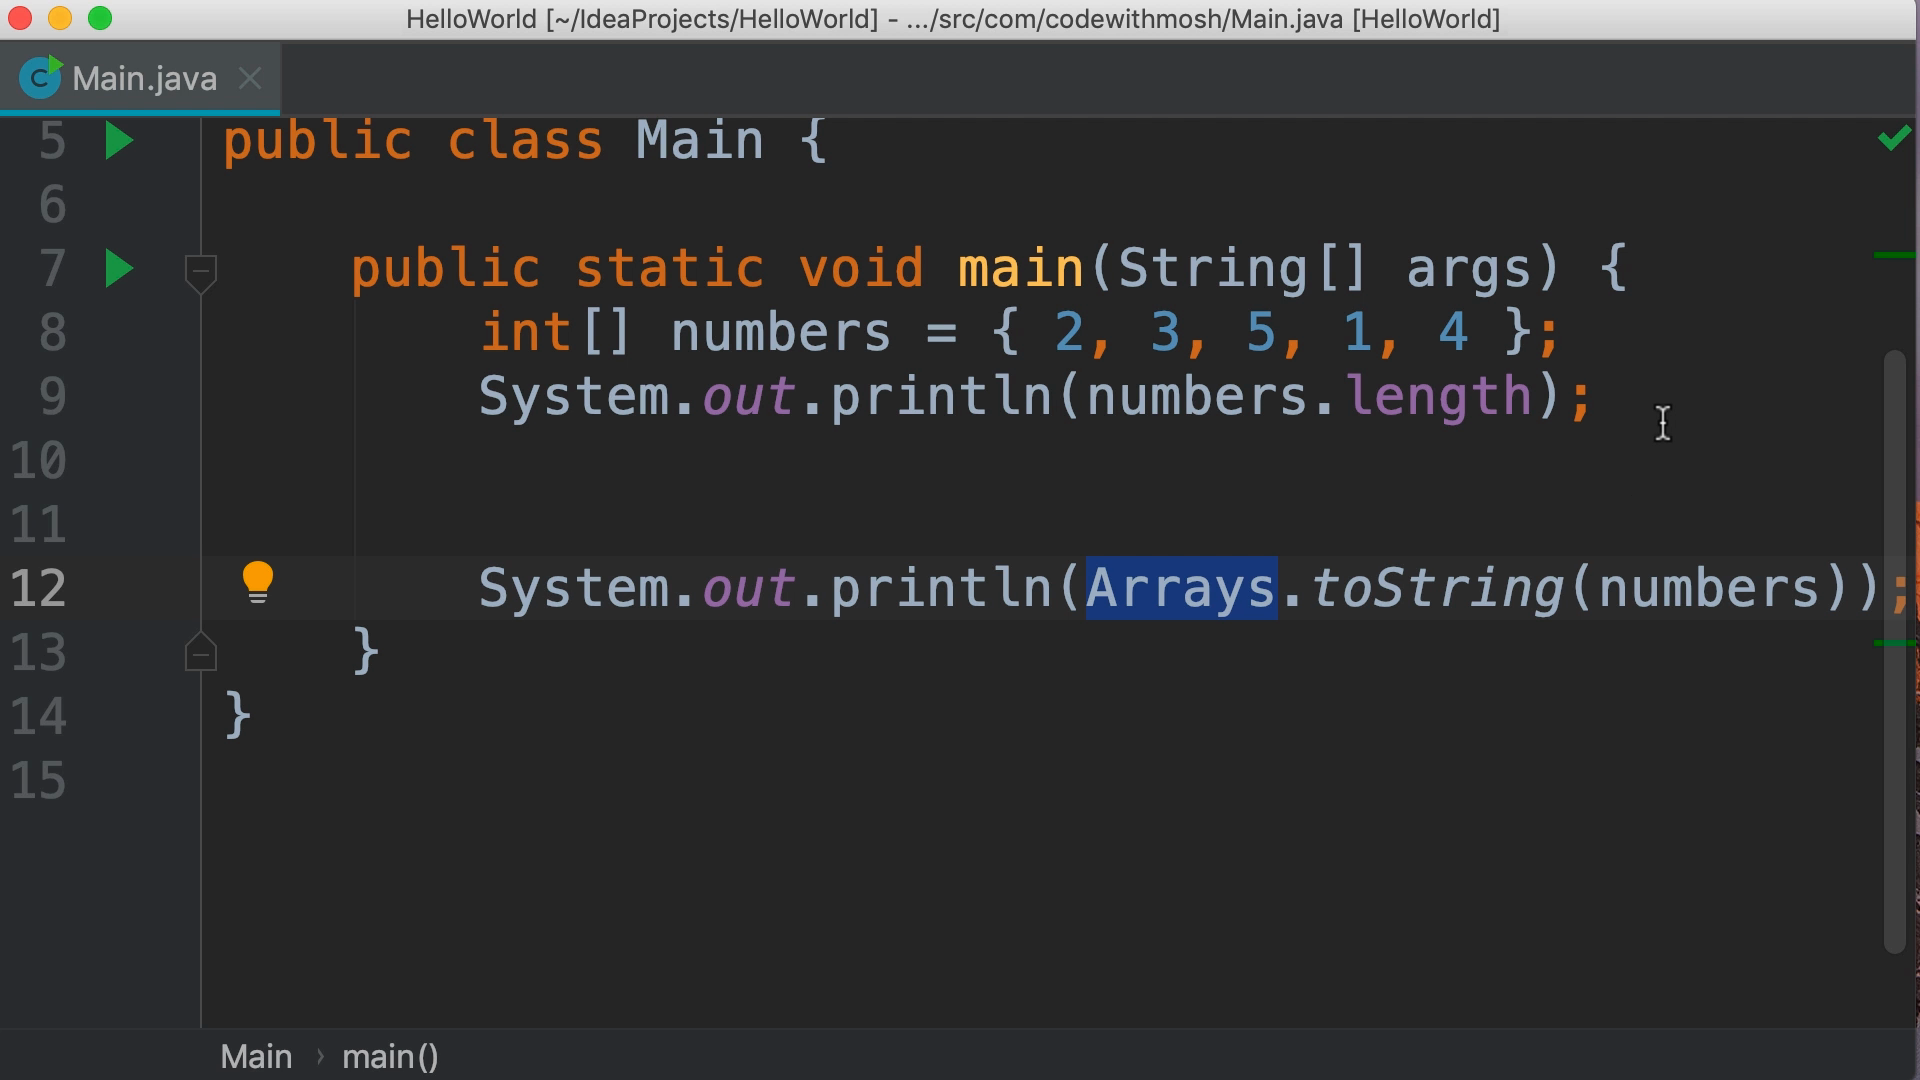 HelloWorld [~/IdeaProjects/HelloWorld] - .../src/com/codewithmosh/Main.java [HelloWorld]
Main.java
5 public class Main {
6
7 public static void main(String[] args) {
8 int[] numbers = { 2, 3, 5, 1, 4 };
9 System.out.println(numbers.length);
10
11
12 System.out.println(Arrays.toString(numbers));
13 }
14 }
15
Main › main()